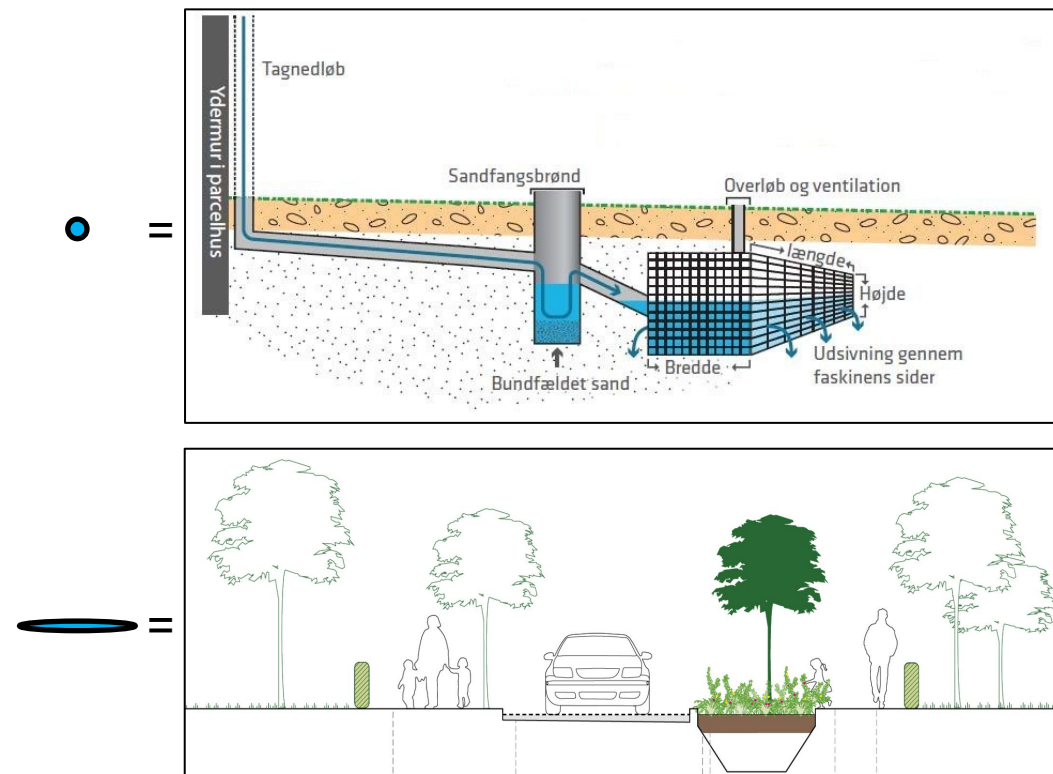 Tagnedløb
Ydermur i parcelhus
Sandfangsbrønd
Overløb og ventilation
længde
Højde
=
Bredde
Udsivning gennem
faskinens sider
Bundfældet sand
=